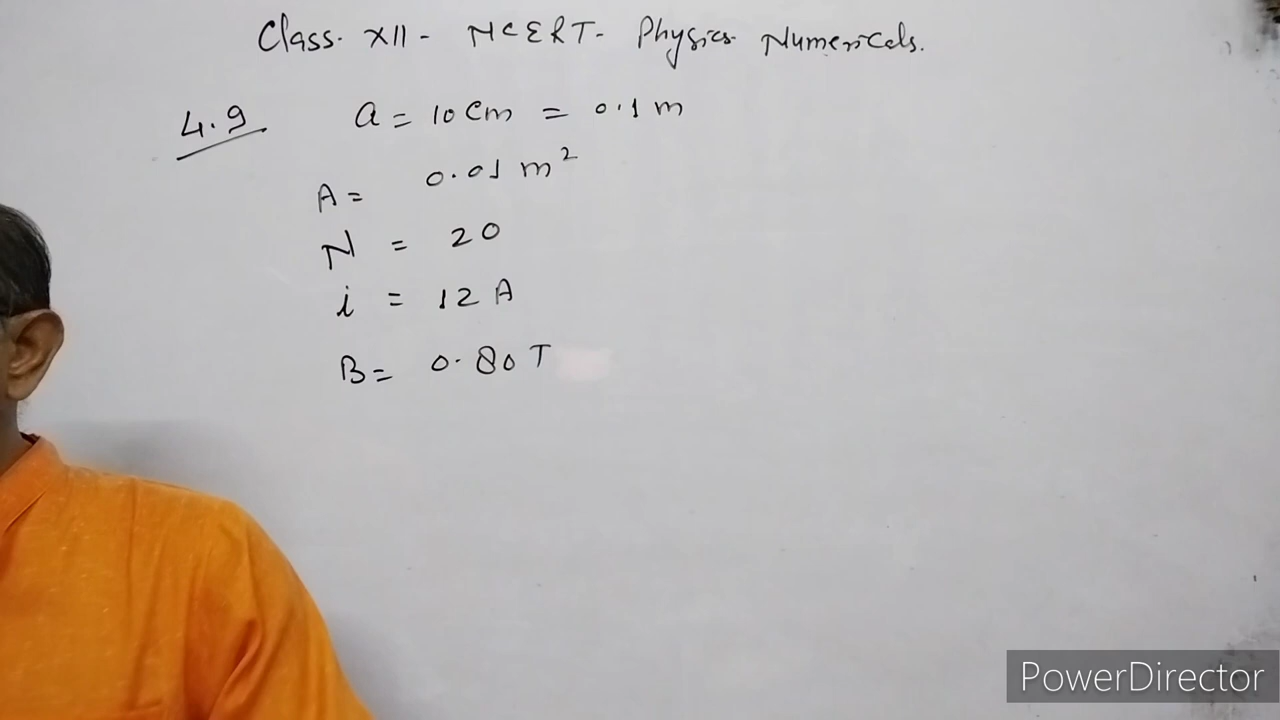 Class. XII - NCERT- Physics Numericals.
4.9 a = 10 cm = 0.1 m
A = 0.01 m²
N = 20
i = 12 A
B = 0.80 T
PowerDirector